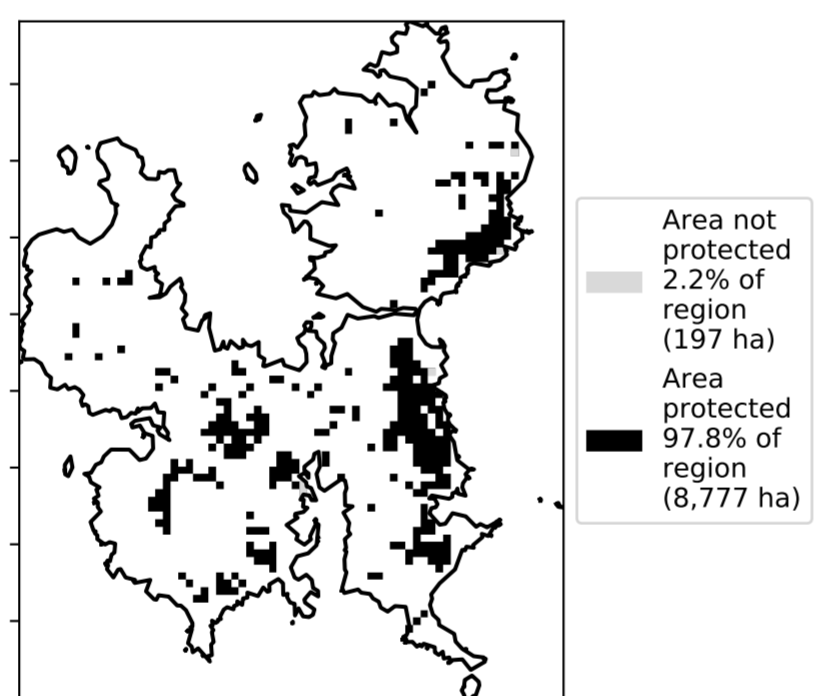 Area not
protected
2.2% of
region
(197 ha)
Area
protected
97.8% of
region
(8,777 ha)